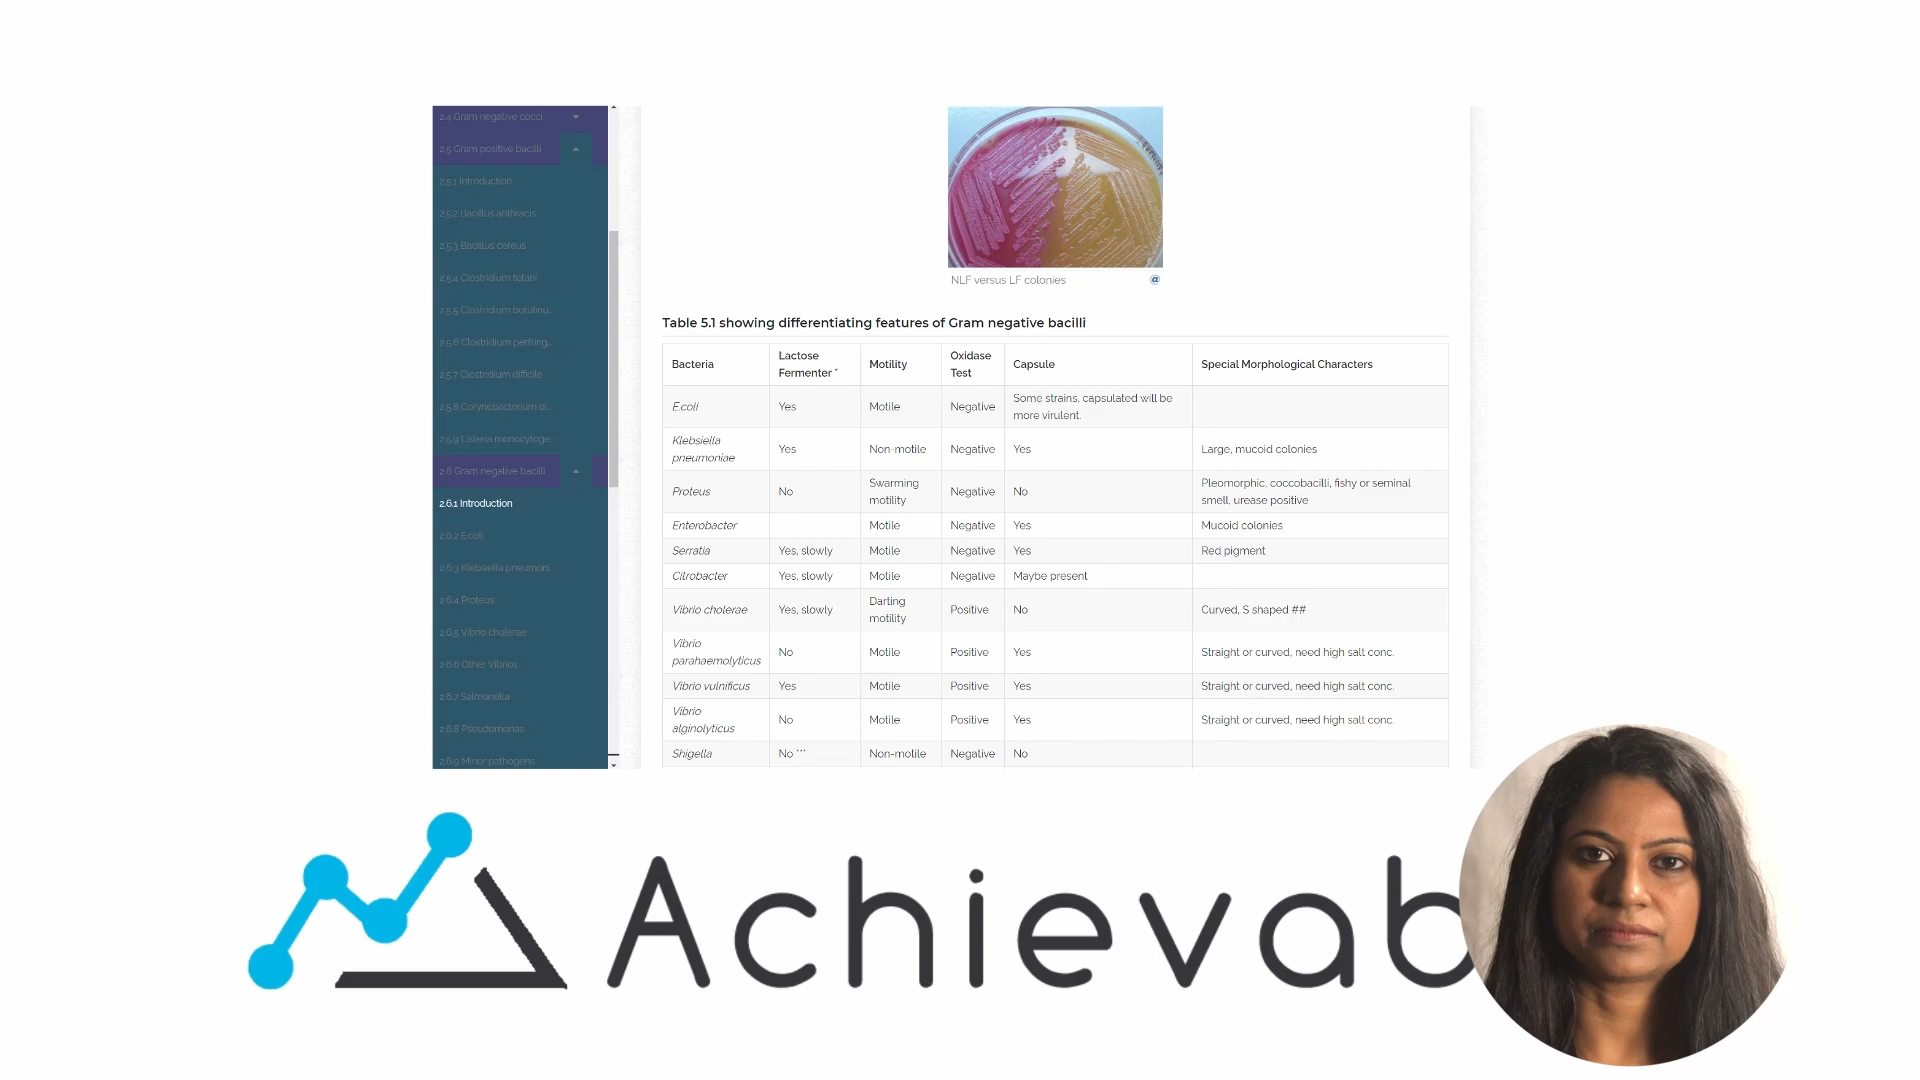 2.4 Gram negative cocci
2.5 Gram positive bacilli
2.5.1 Introduction
2.5.2 Bacillus anthracis
2.5.3 Bacillus cereus
2.5.4 Clostridium tetani
2.5.5 Clostridium botulinu...
2.5.6 Clostridium perfring...
2.5.7 Clostridium difficile
2.5.8 Corynebacterium di...
2.5.9 Listeria monocytoge...
2.6 Gram negative bacilli
2.6.1 Introduction
2.6.2 E.coli
2.6.3 Klebsiella pneumoni...
2.6.4 Proteus
2.6.5 Vibrio cholerae
2.6.6 Other Vibrios
2.6.7 Salmonella
2.6.8 Pseudomonas
2.6.9 Minor pathogens
NLF versus LF colonies @
Table 5.1 showing differentiating features of Gram negative bacilli
Bacteria Lactose Fermenter * Motility Oxidase Test Capsule Special Morphological Characters
E.coli Yes Motile Negative Some strains, capsulated will be more virulent.
Klebsiella pneumoniae Yes Non-motile Negative Yes Large, mucoid colonies
Proteus No Swarming motility Negative No Pleomorphic, coccobacilli, fishy or seminal smell, urease positive
Enterobacter Motile Negative Yes Mucoid colonies
Serratia Yes, slowly Motile Negative Yes Red pigment
Citrobacter Yes, slowly Motile Negative Maybe present
Vibrio cholerae Yes, slowly Darting motility Positive No Curved, S shaped ##
Vibrio parahaemolyticus No Motile Positive Yes Straight or curved, need high salt conc.
Vibrio vulnificus Yes Motile Positive Yes Straight or curved, need high salt conc.
Vibrio alginolyticus No Motile Positive Yes Straight or curved, need high salt conc.
Shigella No *** Non-motile Negative No
Achievab